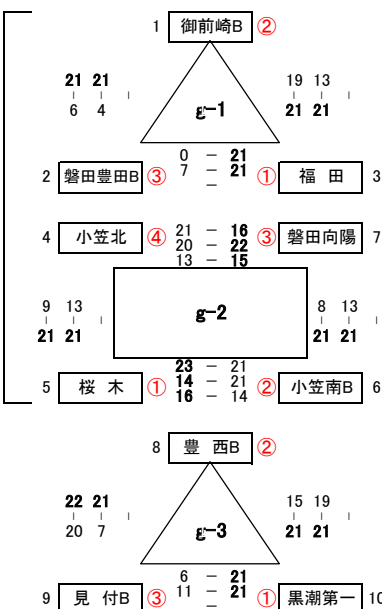 1 御前崎B ②
21 21 19 13
6 4 21 21
g-1
0 － 21
7 － 21
－
2 磐田豊田B ③ ① 福 田 3
4 小笠北 ④ ③ 磐田向陽 7
21 － 16
20 － 22
13 － 15
9 13 8 13
21 21 21 21
g-2
23 － 21
14 － 21
16 － 14
5 桜 木 ① ② 小笠南B 6
8 豊 西B ②
22 21 15 19
20 7 21 21
g-3
6 － 21
11 － 21
－
9 見 付B ③ ① 黒潮第一 10